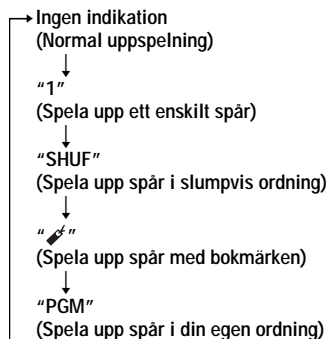 Ingen indikation
(Normal uppspelning)
“1”
(Spela upp ett enskilt spår)
“SHUF”
(Spela upp spår i slumpvis ordning)
“ ”
(Spela upp spår med bokmärken)
“PGM”
(Spela upp spår i din egen ordning)